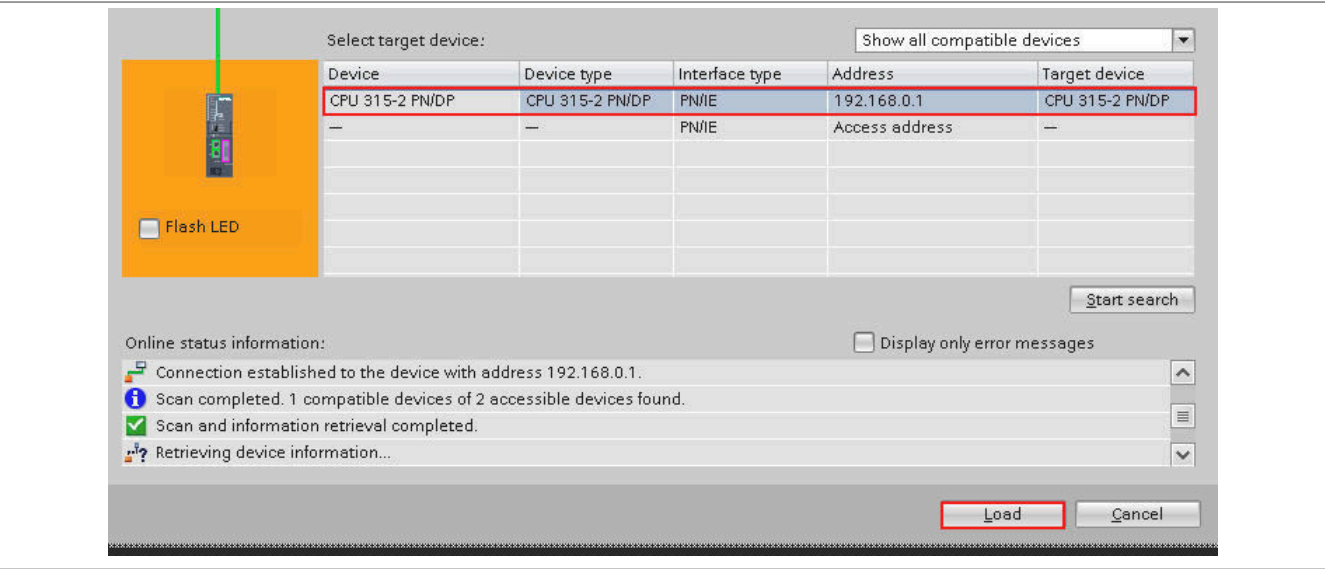 Select target device:
Show all compatible devices
Device Device type Interface type Address Target device
CPU 315-2 PN/DP CPU 315-2 PN/DP PN/IE 192.168.0.1 CPU 315-2 PN/DP
— — PN/IE Access address —
Flash LED
Start search
Online status information:
Display only error messages
Connection established to the device with address 192.168.0.1.
Scan completed. 1 compatible devices of 2 accessible devices found.
Scan and information retrieval completed.
Retrieving device information...
Load Cancel